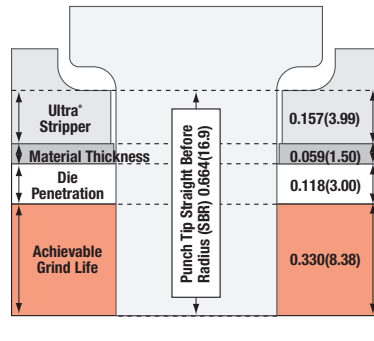 Ultra®
Stripper
0.157(3.99)
Material Thickness
0.059(1.50)
Die
Penetration
0.118(3.00)
Punch Tip Straight Before
Radius (SBR) 0.664(16.9)
Achievable
Grind Life
0.330(8.38)